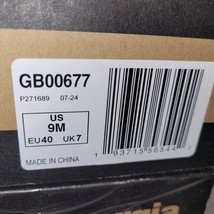 GB00677
P271689 07-24
US
9M
EU40 UK7
MADE IN CHINA